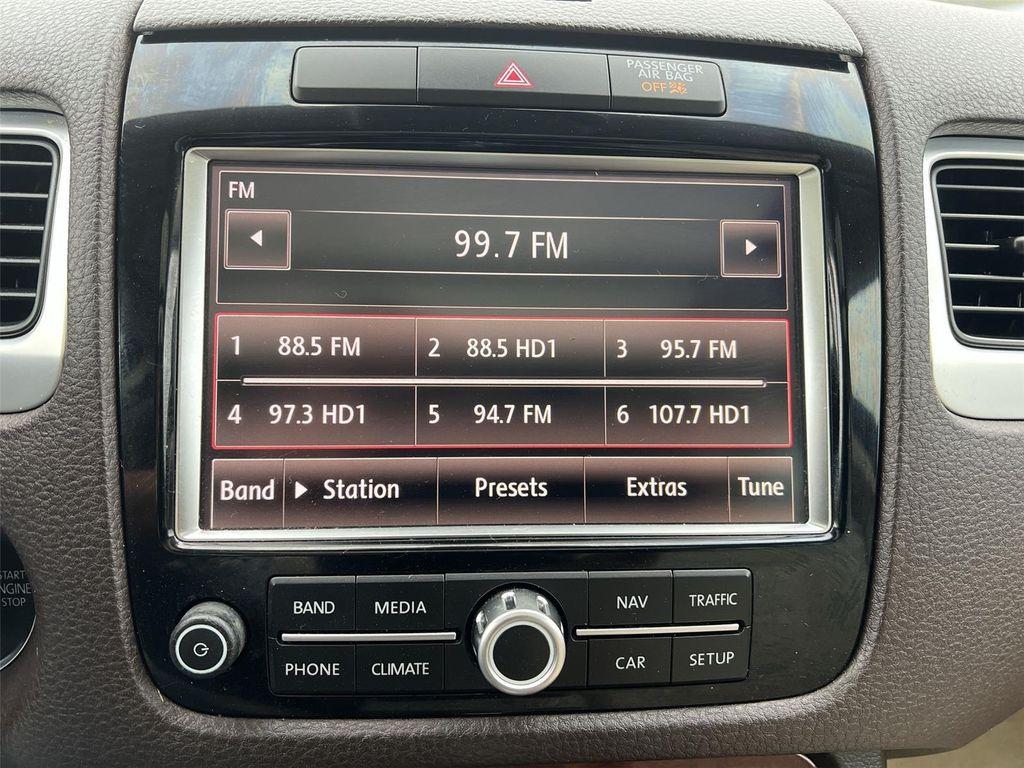 PASSENGER
AIR BAG
OFF
FM
99.7 FM
1 88.5 FM 2 88.5 HD1 3 95.7 FM
4 97.3 HD1 5 94.7 FM 6 107.7 HD1
Band Station Presets Extras Tune
START
ENGINE
STOP
BAND MEDIA NAV TRAFFIC
PHONE CLIMATE CAR SETUP